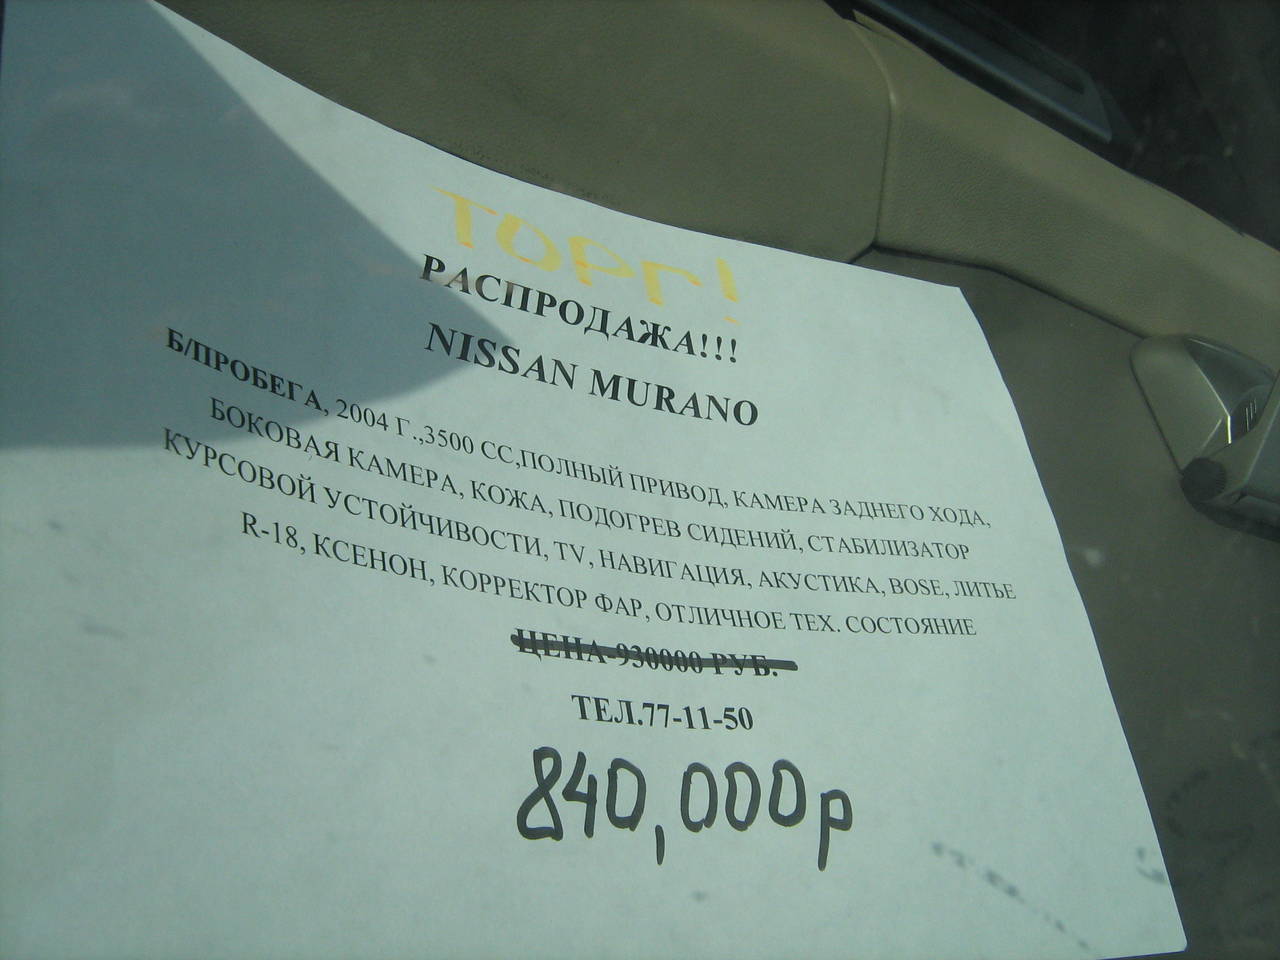 ТОРГ!
РАСПРОДАЖА!!!
NISSAN MURANO
Б/ПРОБЕГА, 2004 Г.,3500 СС,ПОЛНЫЙ ПРИВОД, КАМЕРА ЗАДНЕГО ХОДА,
БОКОВАЯ КАМЕРА, КОЖА, ПОДОГРЕВ СИДЕНИЙ, СТАБИЛИЗАТОР
КУРСОВОЙ УСТОЙЧИВОСТИ, TV, НАВИГАЦИЯ, АКУСТИКА, BOSE, ЛИТЬЕ
R-18, КСЕНОН, КОРРЕКТОР ФАР, ОТЛИЧНОЕ ТЕХ. СОСТОЯНИЕ
ЦЕНА-930000 РУБ.
ТЕЛ.77-11-50
840,000р